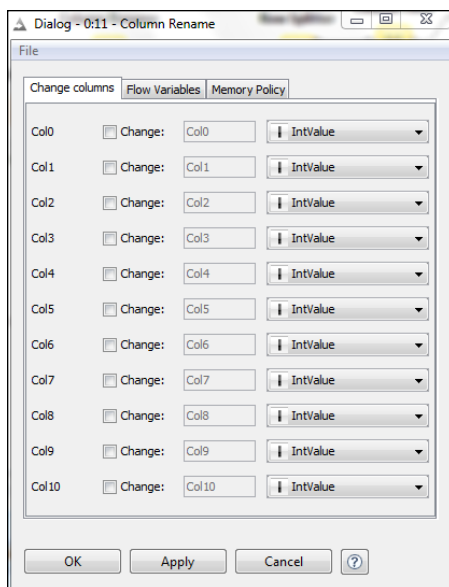 Dialog - 0:11 - Column Rename
File
Change columns Flow Variables Memory Policy
Col0 Change: Col0 IntValue
Col1 Change: Col1 IntValue
Col2 Change: Col2 IntValue
Col3 Change: Col3 IntValue
Col4 Change: Col4 IntValue
Col5 Change: Col5 IntValue
Col6 Change: Col6 IntValue
Col7 Change: Col7 IntValue
Col8 Change: Col8 IntValue
Col9 Change: Col9 IntValue
Col10 Change: Col10 IntValue
OK Apply Cancel ?